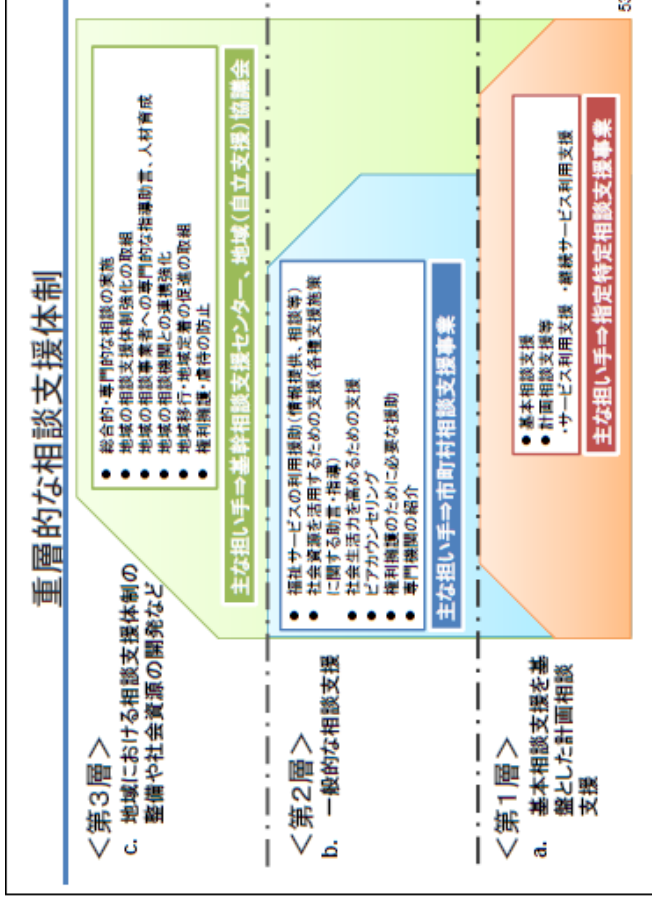 重層的な相談支援体制
＜第3層＞
c. 地域における相談支援体制の
整備や社会資源の開発など
● 総合的・専門的な相談の実施
● 地域の相談支援体制強化の取組
● 地域の相談事業者への専門的な指導助言、人材育成
● 地域の相談機関との連携強化
● 地域移行・地域定着の促進の取組
● 権利擁護・虐待の防止
主な担い手⇒基幹相談支援センター、地域（自立支援）協議会
＜第2層＞
b. 一般的な相談支援
● 福祉サービスの利用援助（情報提供、相談等）
● 社会資源を活用するための支援（各種支援施策
に関する助言・指導）
● 社会生活力を高めるための支援
● ピアカウンセリング
● 権利擁護のために必要な援助
● 専門機関の紹介
主な担い手⇒市町村相談支援事業
＜第1層＞
a. 基本相談支援を基
盤とした計画相談
支援
● 基本相談支援
● 計画相談支援等
・サービス利用支援 ・継続サービス利用支援
主な担い手⇒指定特定相談支援事業